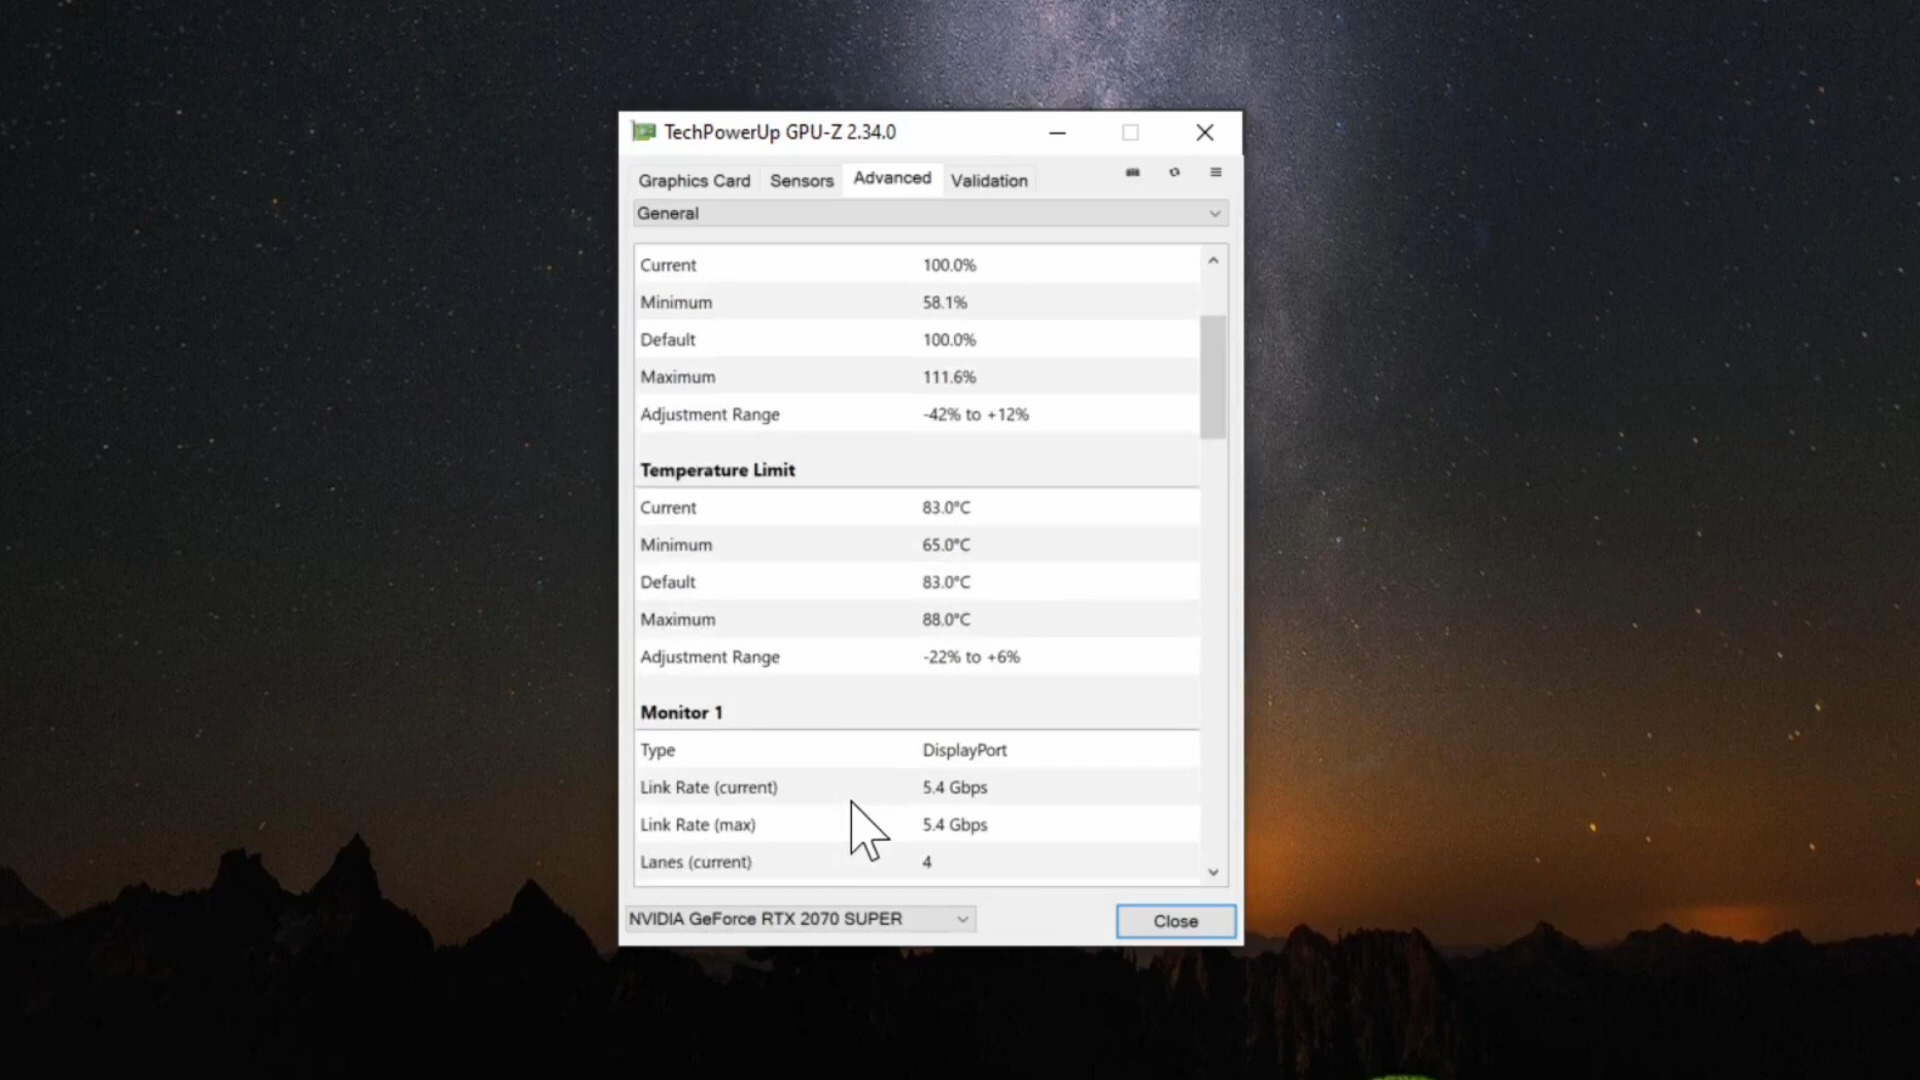 TechPowerUp GPU-Z 2.34.0
Graphics Card Sensors Advanced Validation
General
Current 100.0%
Minimum 58.1%
Default 100.0%
Maximum 111.6%
Adjustment Range -42% to +12%
Temperature Limit
Current 83.0°C
Minimum 65.0°C
Default 83.0°C
Maximum 88.0°C
Adjustment Range -22% to +6%
Monitor 1
Type DisplayPort
Link Rate (current) 5.4 Gbps
Link Rate (max) 5.4 Gbps
Lanes (current) 4
NVIDIA GeForce RTX 2070 SUPER Close